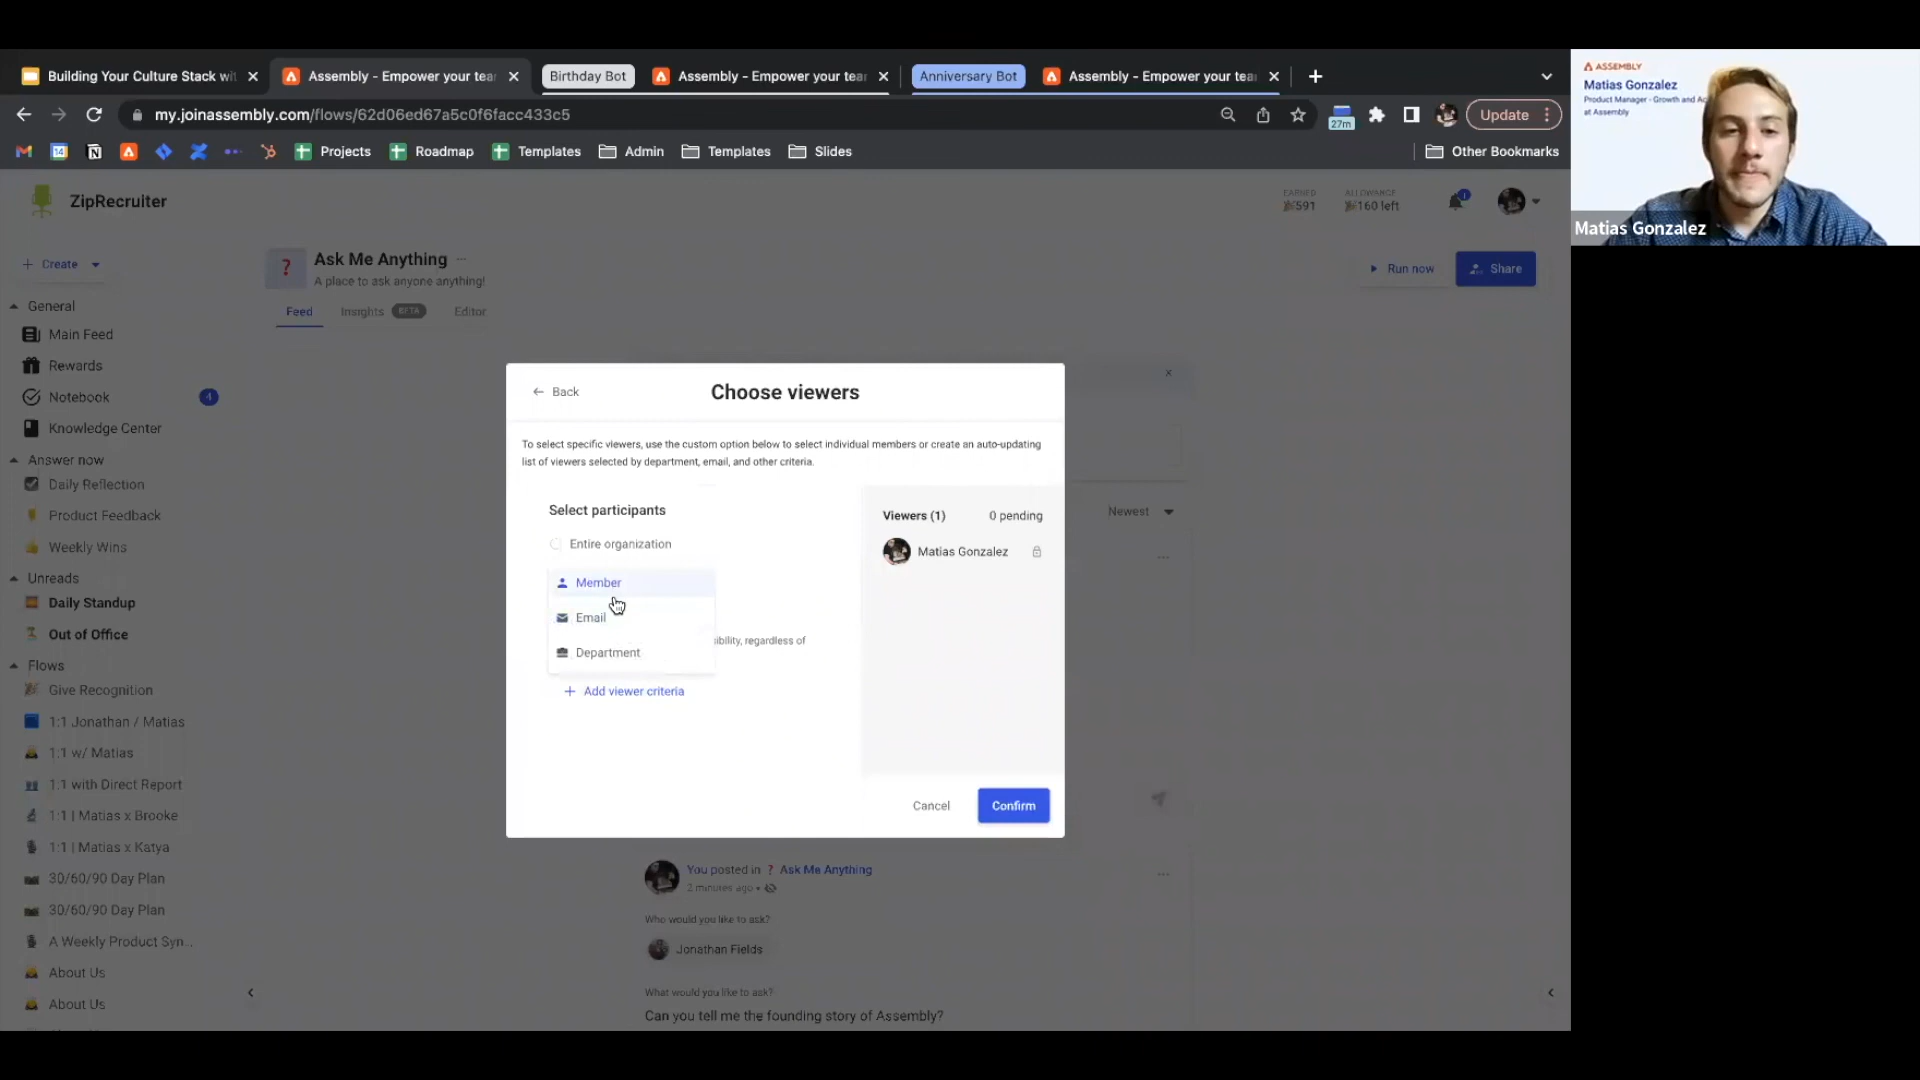 Building Your Culture Stack wit
Assembly - Empower your tea
Birthday Bot
Assembly - Empower your tea
Anniversary Bot
Assembly - Empower your tea
my.joinassembly.com/flows/62d06ed67a5c0f6facc433c5
27m
Update
14
Projects
Roadmap
Templates
Admin
Templates
Slides
Other Bookmarks
ZipRecruiter
EARNED
591
ALLOWANCE
160 left
1
Create
Ask Me Anything
A place to ask anyone anything!
Run now
Share
Feed
Insights
BETA
Editor
General
Main Feed
Rewards
Notebook
4
Knowledge Center
Answer now
Daily Reflection
Product Feedback
Weekly Wins
Unreads
Daily Standup
Out of Office
Flows
Give Recognition
1:1 Jonathan / Matias
1:1 w/ Matias
1:1 with Direct Report
1:1 | Matias x Brooke
1:1 | Matias x Katya
30/60/90 Day Plan
30/60/90 Day Plan
A Weekly Product Syn...
About Us
About Us
Back
Choose viewers
To select specific viewers, use the custom option below to select individual members or create an auto-updating
list of viewers selected by department, email, and other criteria.
Select participants
Entire organization
Member
Email
Department
ibility, regardless of
+ Add viewer criteria
Viewers (1)
0 pending
Matias Gonzalez
Cancel
Confirm
Newest
You posted in ? Ask Me Anything
2 minutes ago •
Who would you like to ask?
Jonathan Fields
What would you like to ask?
Can you tell me the founding story of Assembly?
ASSEMBLY
Matias Gonzalez
Product Manager - Growth and Ac
at Assembly
Matias Gonzalez